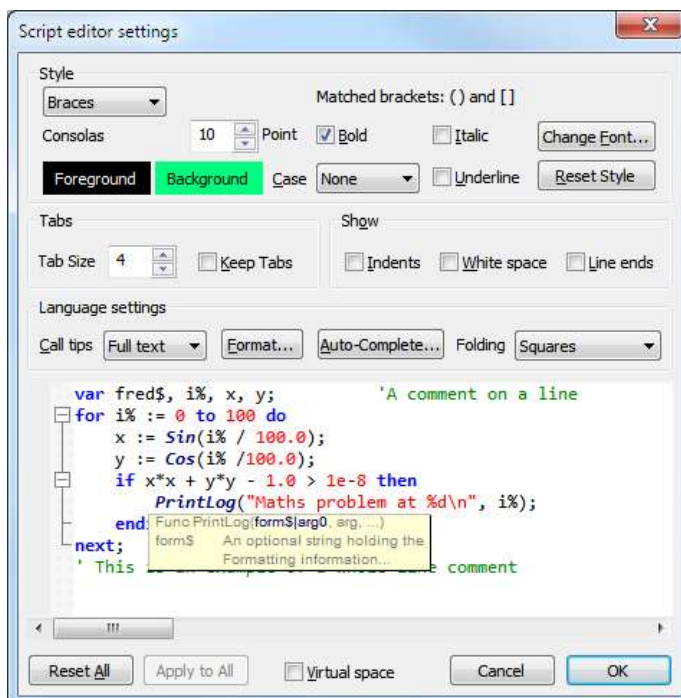 Script editor settings
Style
Braces
Matched brackets: ( ) and [ ]
Consolas 10 Point Bold Italic Change Font...
Foreground Background Case None Underline Reset Style
Tabs Show
Tab Size 4 Keep Tabs Indents White space Line ends
Language settings
Call tips Full text Format... Auto-Complete... Folding Squares
var fred$, i%, x, y; 'A comment on a line
for i% := 0 to 100 do
x := Sin(i% / 100.0);
y := Cos(i% /100.0);
if x*x + y*y - 1.0 > 1e-8 then
PrintLog("Maths problem at %d\n", i%);
Func PrintLog(form$|arg0, arg, ...)
form$ An optional string holding the
Formatting information...
next;
' This comment
Reset All Apply to All Virtual space Cancel OK